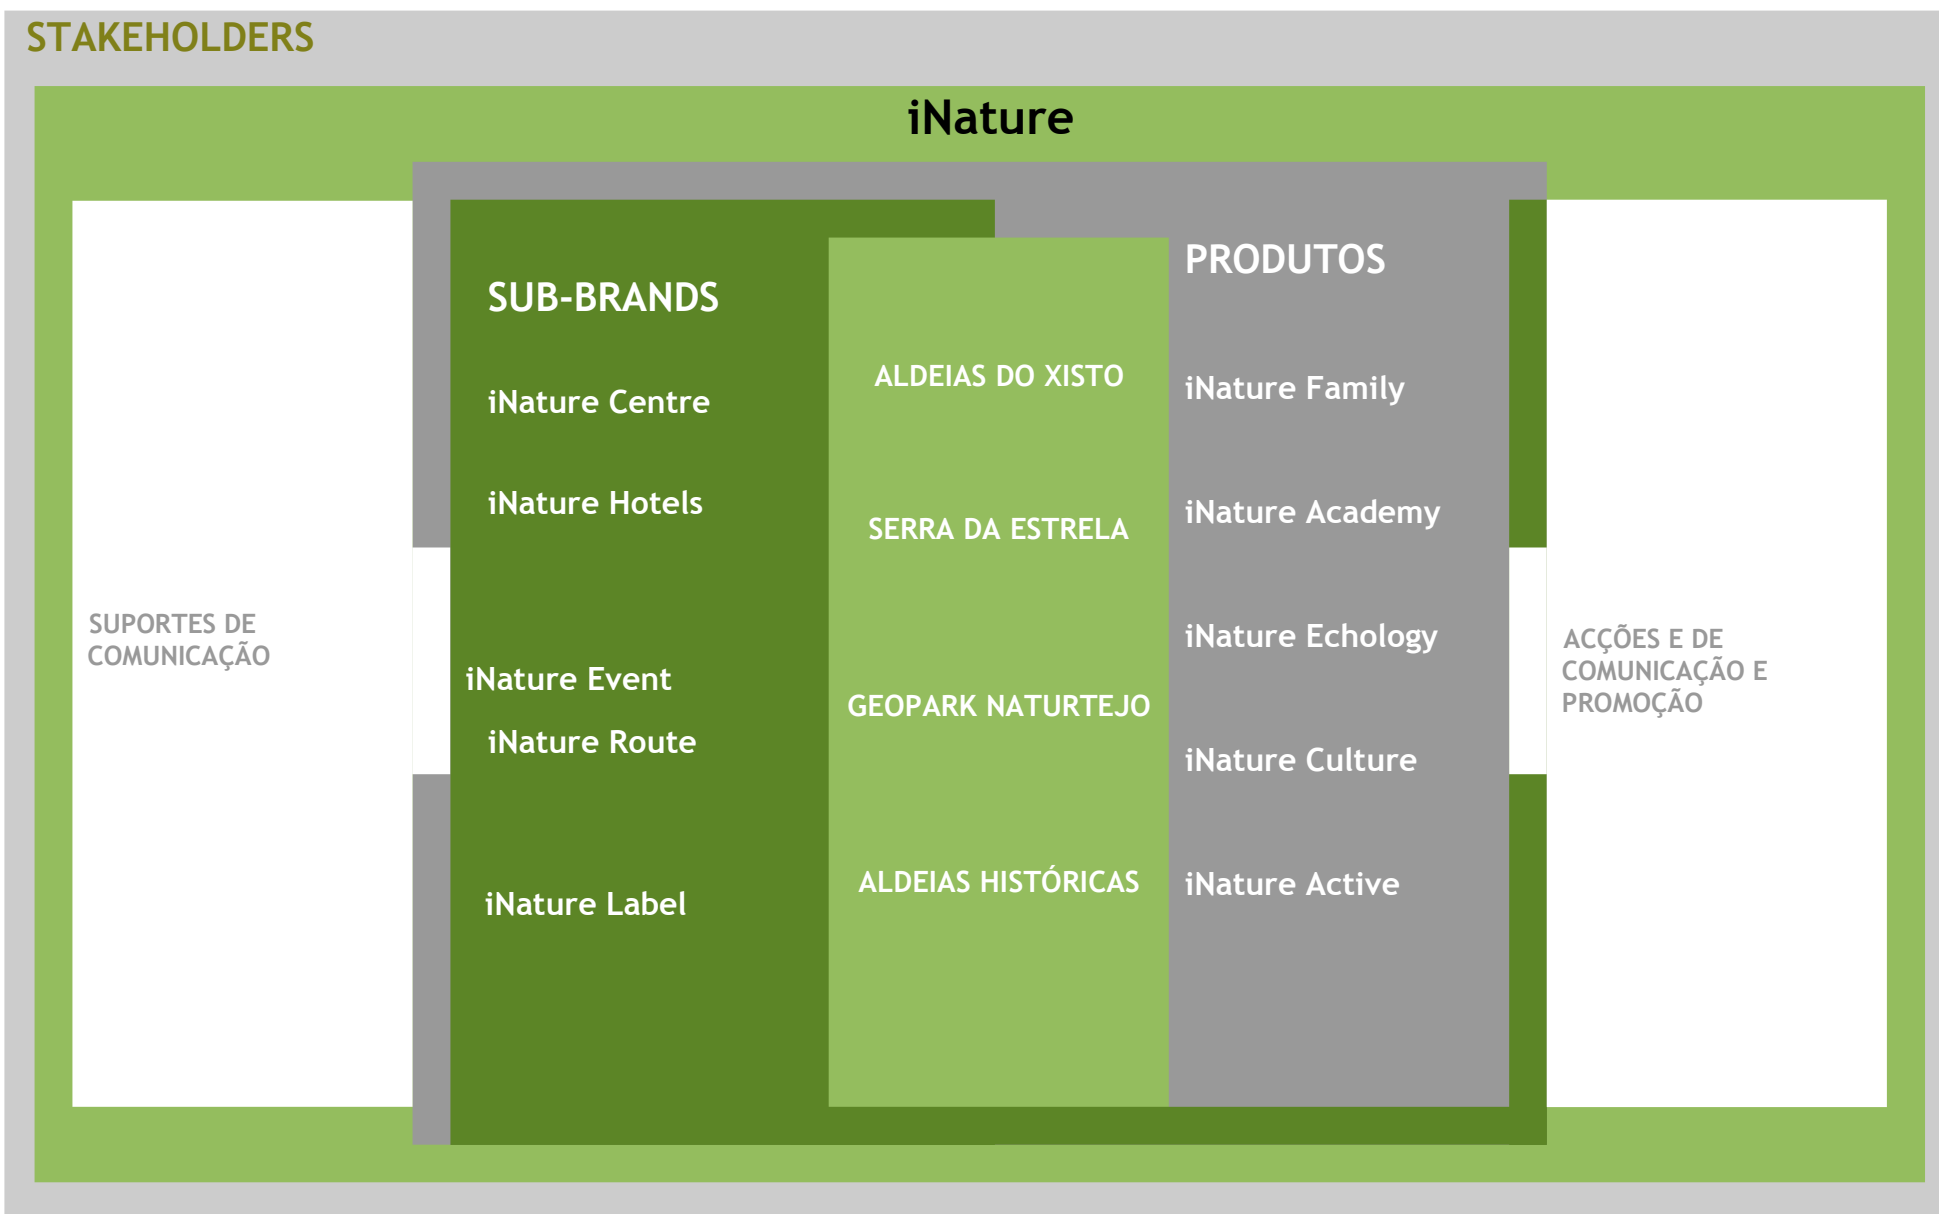 STAKEHOLDERS
iNature
SUPORTES DE
COMUNICAÇÃO
SUB-BRANDS
iNature Centre
iNature Hotels
iNature Event
iNature Route
iNature Label
ALDEIAS DO XISTO
SERRA DA ESTRELA
GEOPARK NATURTEJO
ALDEIAS HISTÓRICAS
PRODUTOS
iNature Family
iNature Academy
iNature Echology
iNature Culture
iNature Active
ACÇÕES E DE
COMUNICAÇÃO E
PROMOÇÃO